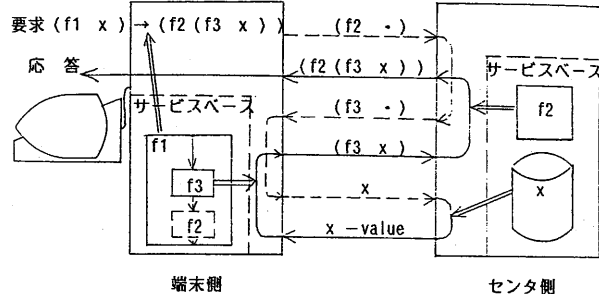 要求 (f1 x) → (f2 (f3 x))
(f2 ・)
応 答
(f2 (f3 x))
サービスベース
サービスベース
(f3 ・)
f2
f1
(f3 x)
f3
x
x
f2
x －value
端末側
センタ側